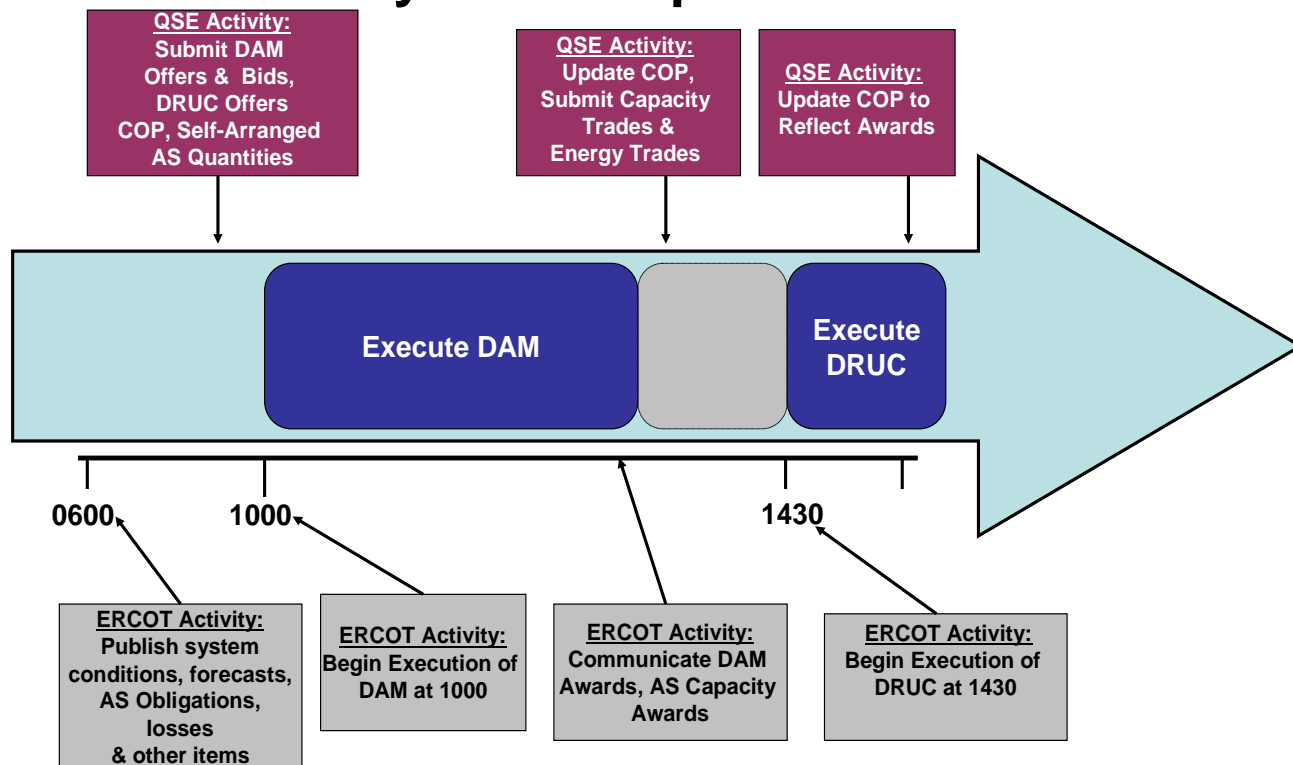 QSE Activity:
Submit DAM
Offers & Bids,
DRUC Offers
COP, Self-Arranged
AS Quantities
QSE Activity:
Update COP,
Submit Capacity
Trades &
Energy Trades
QSE Activity:
Update COP to
Reflect Awards
Execute DAM
Execute
DRUC
0600
1000
1430
ERCOT Activity:
Publish system
conditions, forecasts,
AS Obligations,
losses
& other items
ERCOT Activity:
Begin Execution of
DAM at 1000
ERCOT Activity:
Communicate DAM
Awards, AS Capacity
Awards
ERCOT Activity:
Begin Execution of
DRUC at 1430